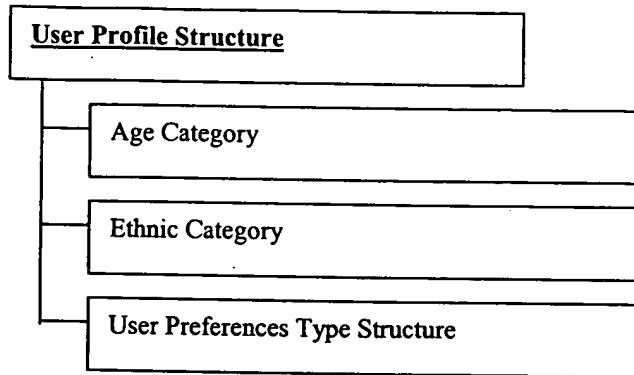 User Profile Structure
Age Category
Ethnic Category
User Preferences Type Structure